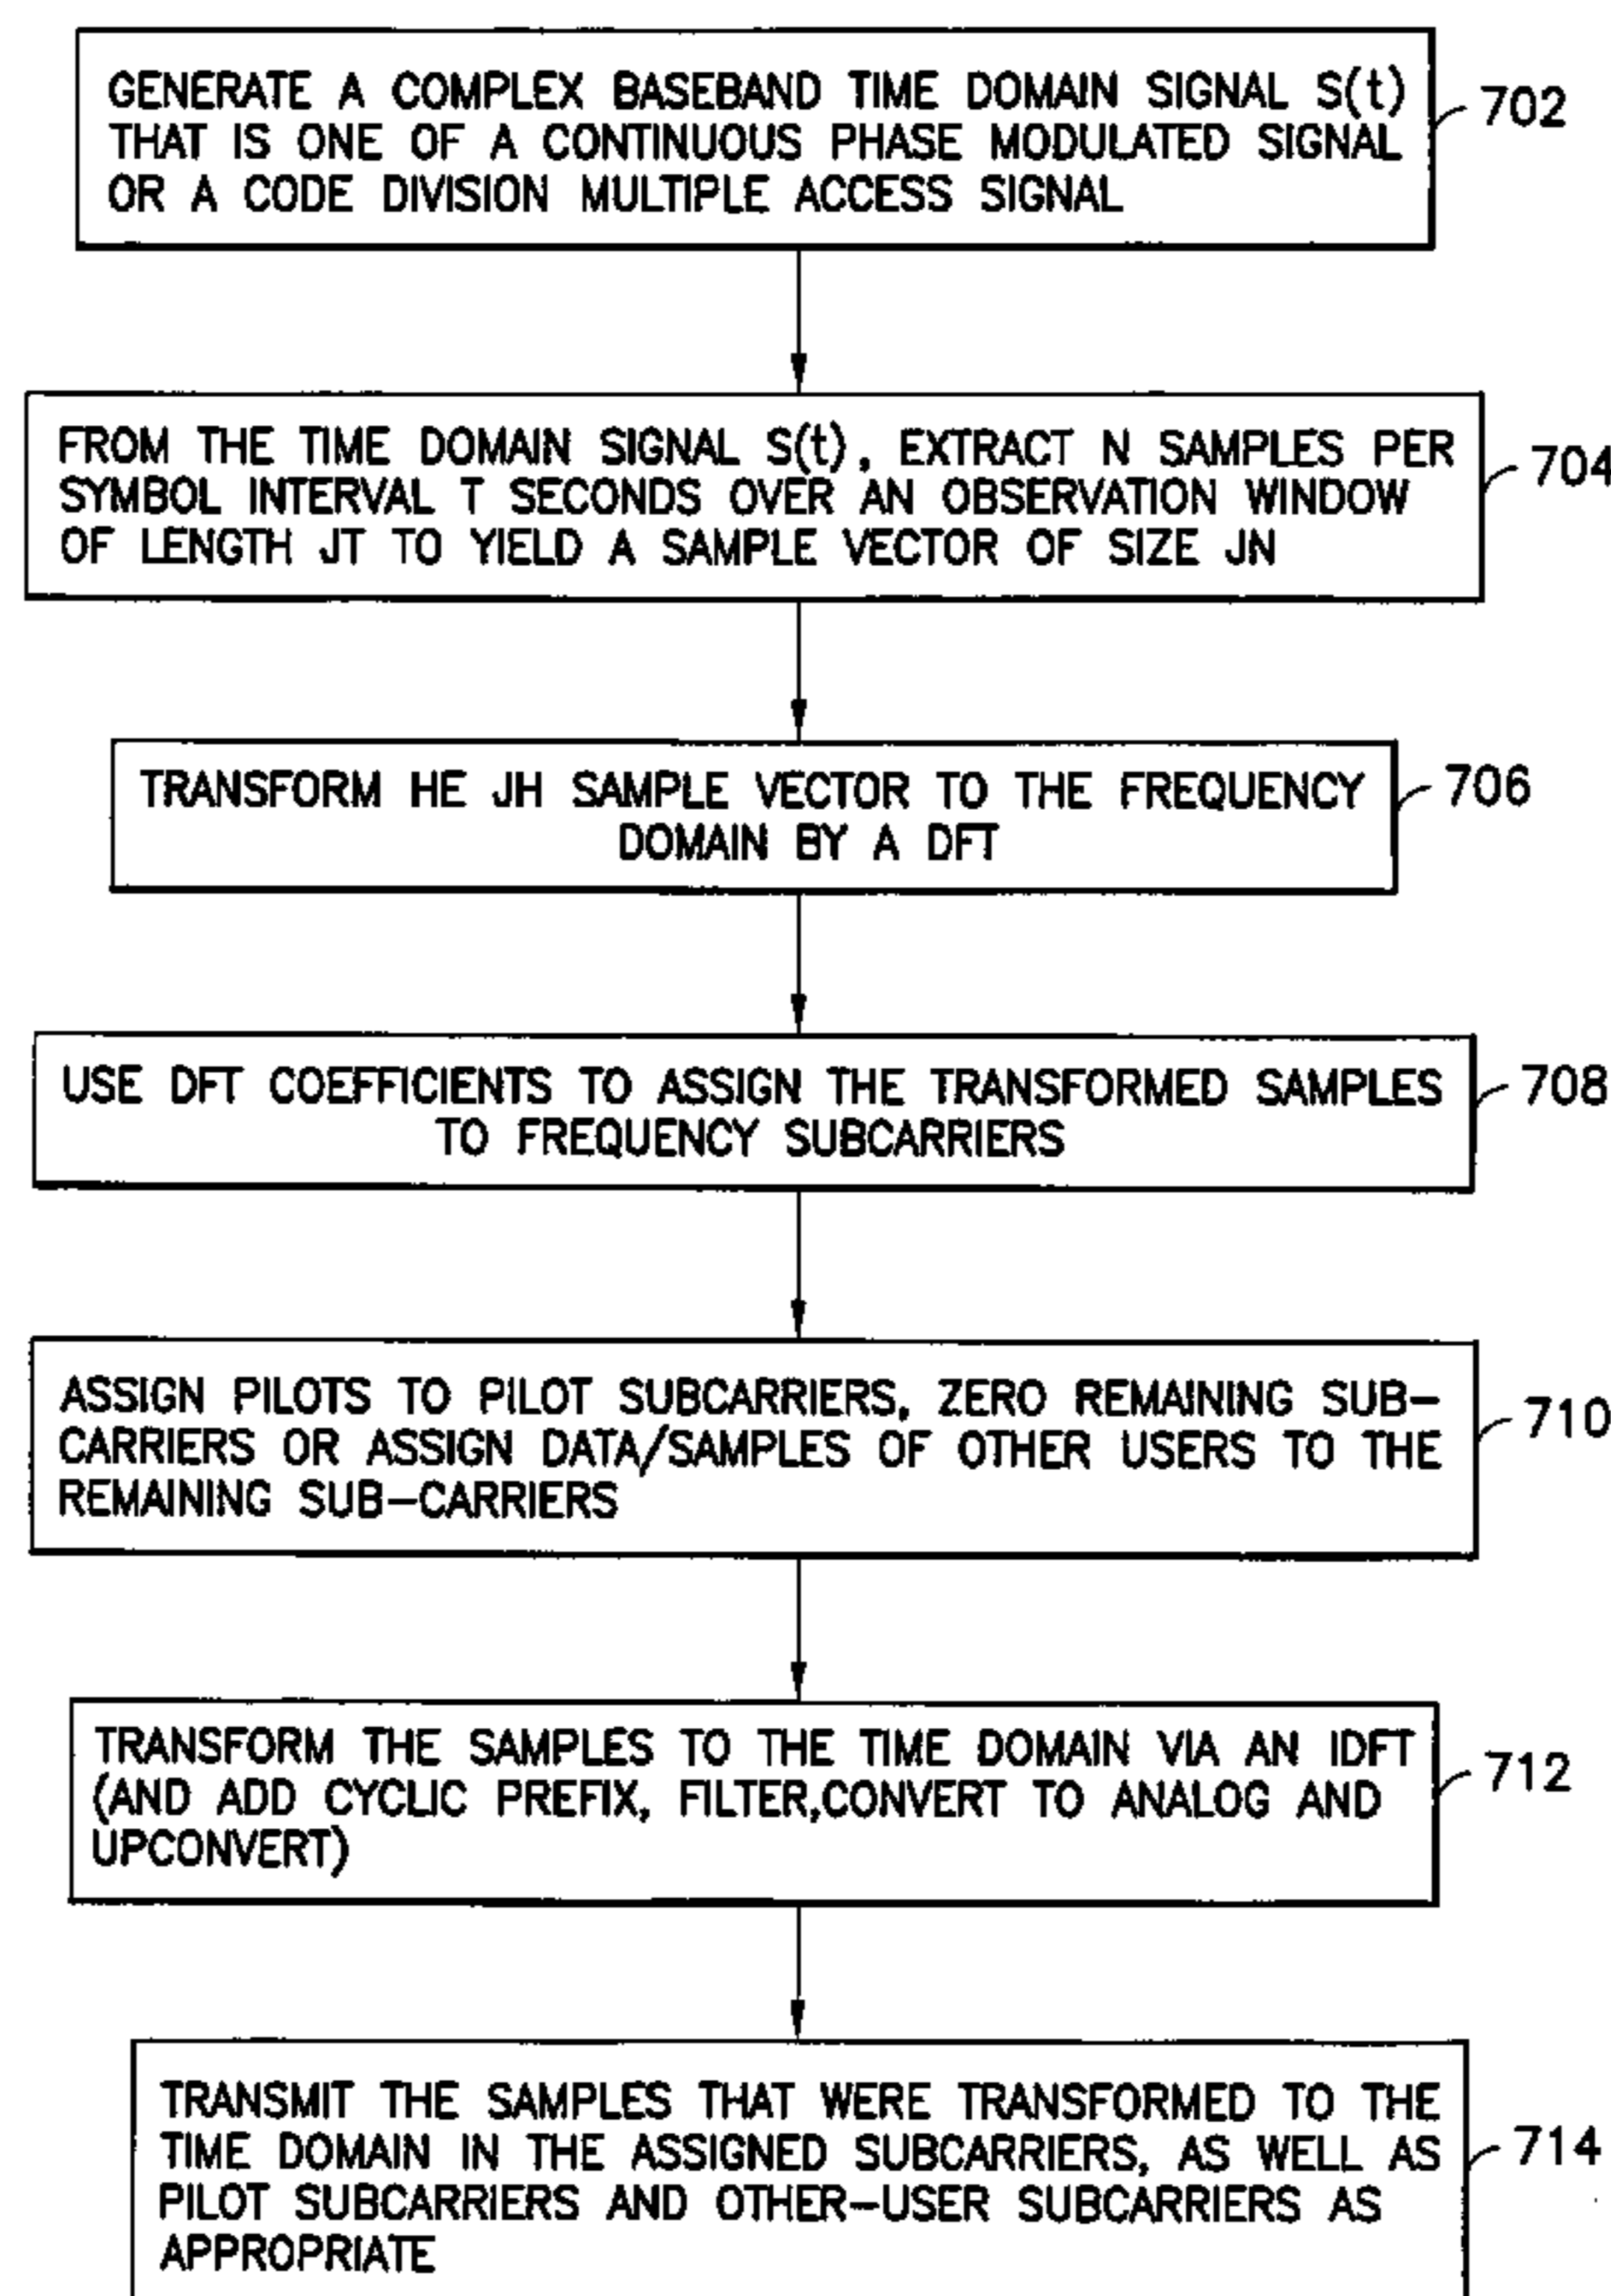 GENERATE A COMPLEX BASEBAND TIME DOMAIN SIGNAL S(t)
THAT IS ONE OF A CONTINUOUS PHASE MODULATED SIGNAL
OR A CODE DIVISION MULTIPLE ACCESS SIGNAL
702
FROM THE TIME DOMAIN SIGNAL S(t), EXTRACT N SAMPLES PER
SYMBOL INTERVAL T SECONDS OVER AN OBSERVATION WINDOW
OF LENGTH JT TO YIELD A SAMPLE VECTOR OF SIZE JN
704
TRANSFORM HE JH SAMPLE VECTOR TO THE FREQUENCY
DOMAIN BY A DFT
706
USE DFT COEFFICIENTS TO ASSIGN THE TRANSFORMED SAMPLES
TO FREQUENCY SUBCARRIERS
708
ASSIGN PILOTS TO PILOT SUBCARRIERS, ZERO REMAINING SUB-
CARRIERS OR ASSIGN DATA/SAMPLES OF OTHER USERS TO THE
REMAINING SUB-CARRIERS
710
TRANSFORM THE SAMPLES TO THE TIME DOMAIN VIA AN IDFT
(AND ADD CYCLIC PREFIX, FILTER,CONVERT TO ANALOG AND
UPCONVERT)
712
TRANSMIT THE SAMPLES THAT WERE TRANSFORMED TO THE
TIME DOMAIN IN THE ASSIGNED SUBCARRIERS, AS WELL AS
PILOT SUBCARRIERS AND OTHER-USER SUBCARRIERS AS
APPROPRIATE
714